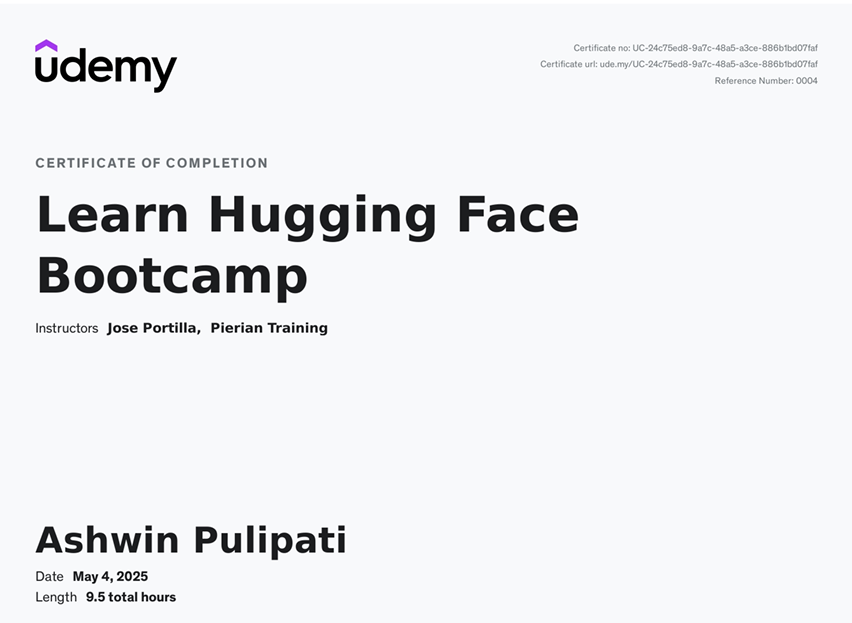 udemy
Certificate no: UC-24c75ed8-9a7c-48a5-a3ce-886b1bd07faf
Certificate url: ude.my/UC-24c75ed8-9a7c-48a5-a3ce-886b1bd07faf
Reference Number: 0004
CERTIFICATE OF COMPLETION
Learn Hugging Face
Bootcamp
Instructors Jose Portilla, Pierian Training
Ashwin Pulipati
Date May 4, 2025
Length 9.5 total hours